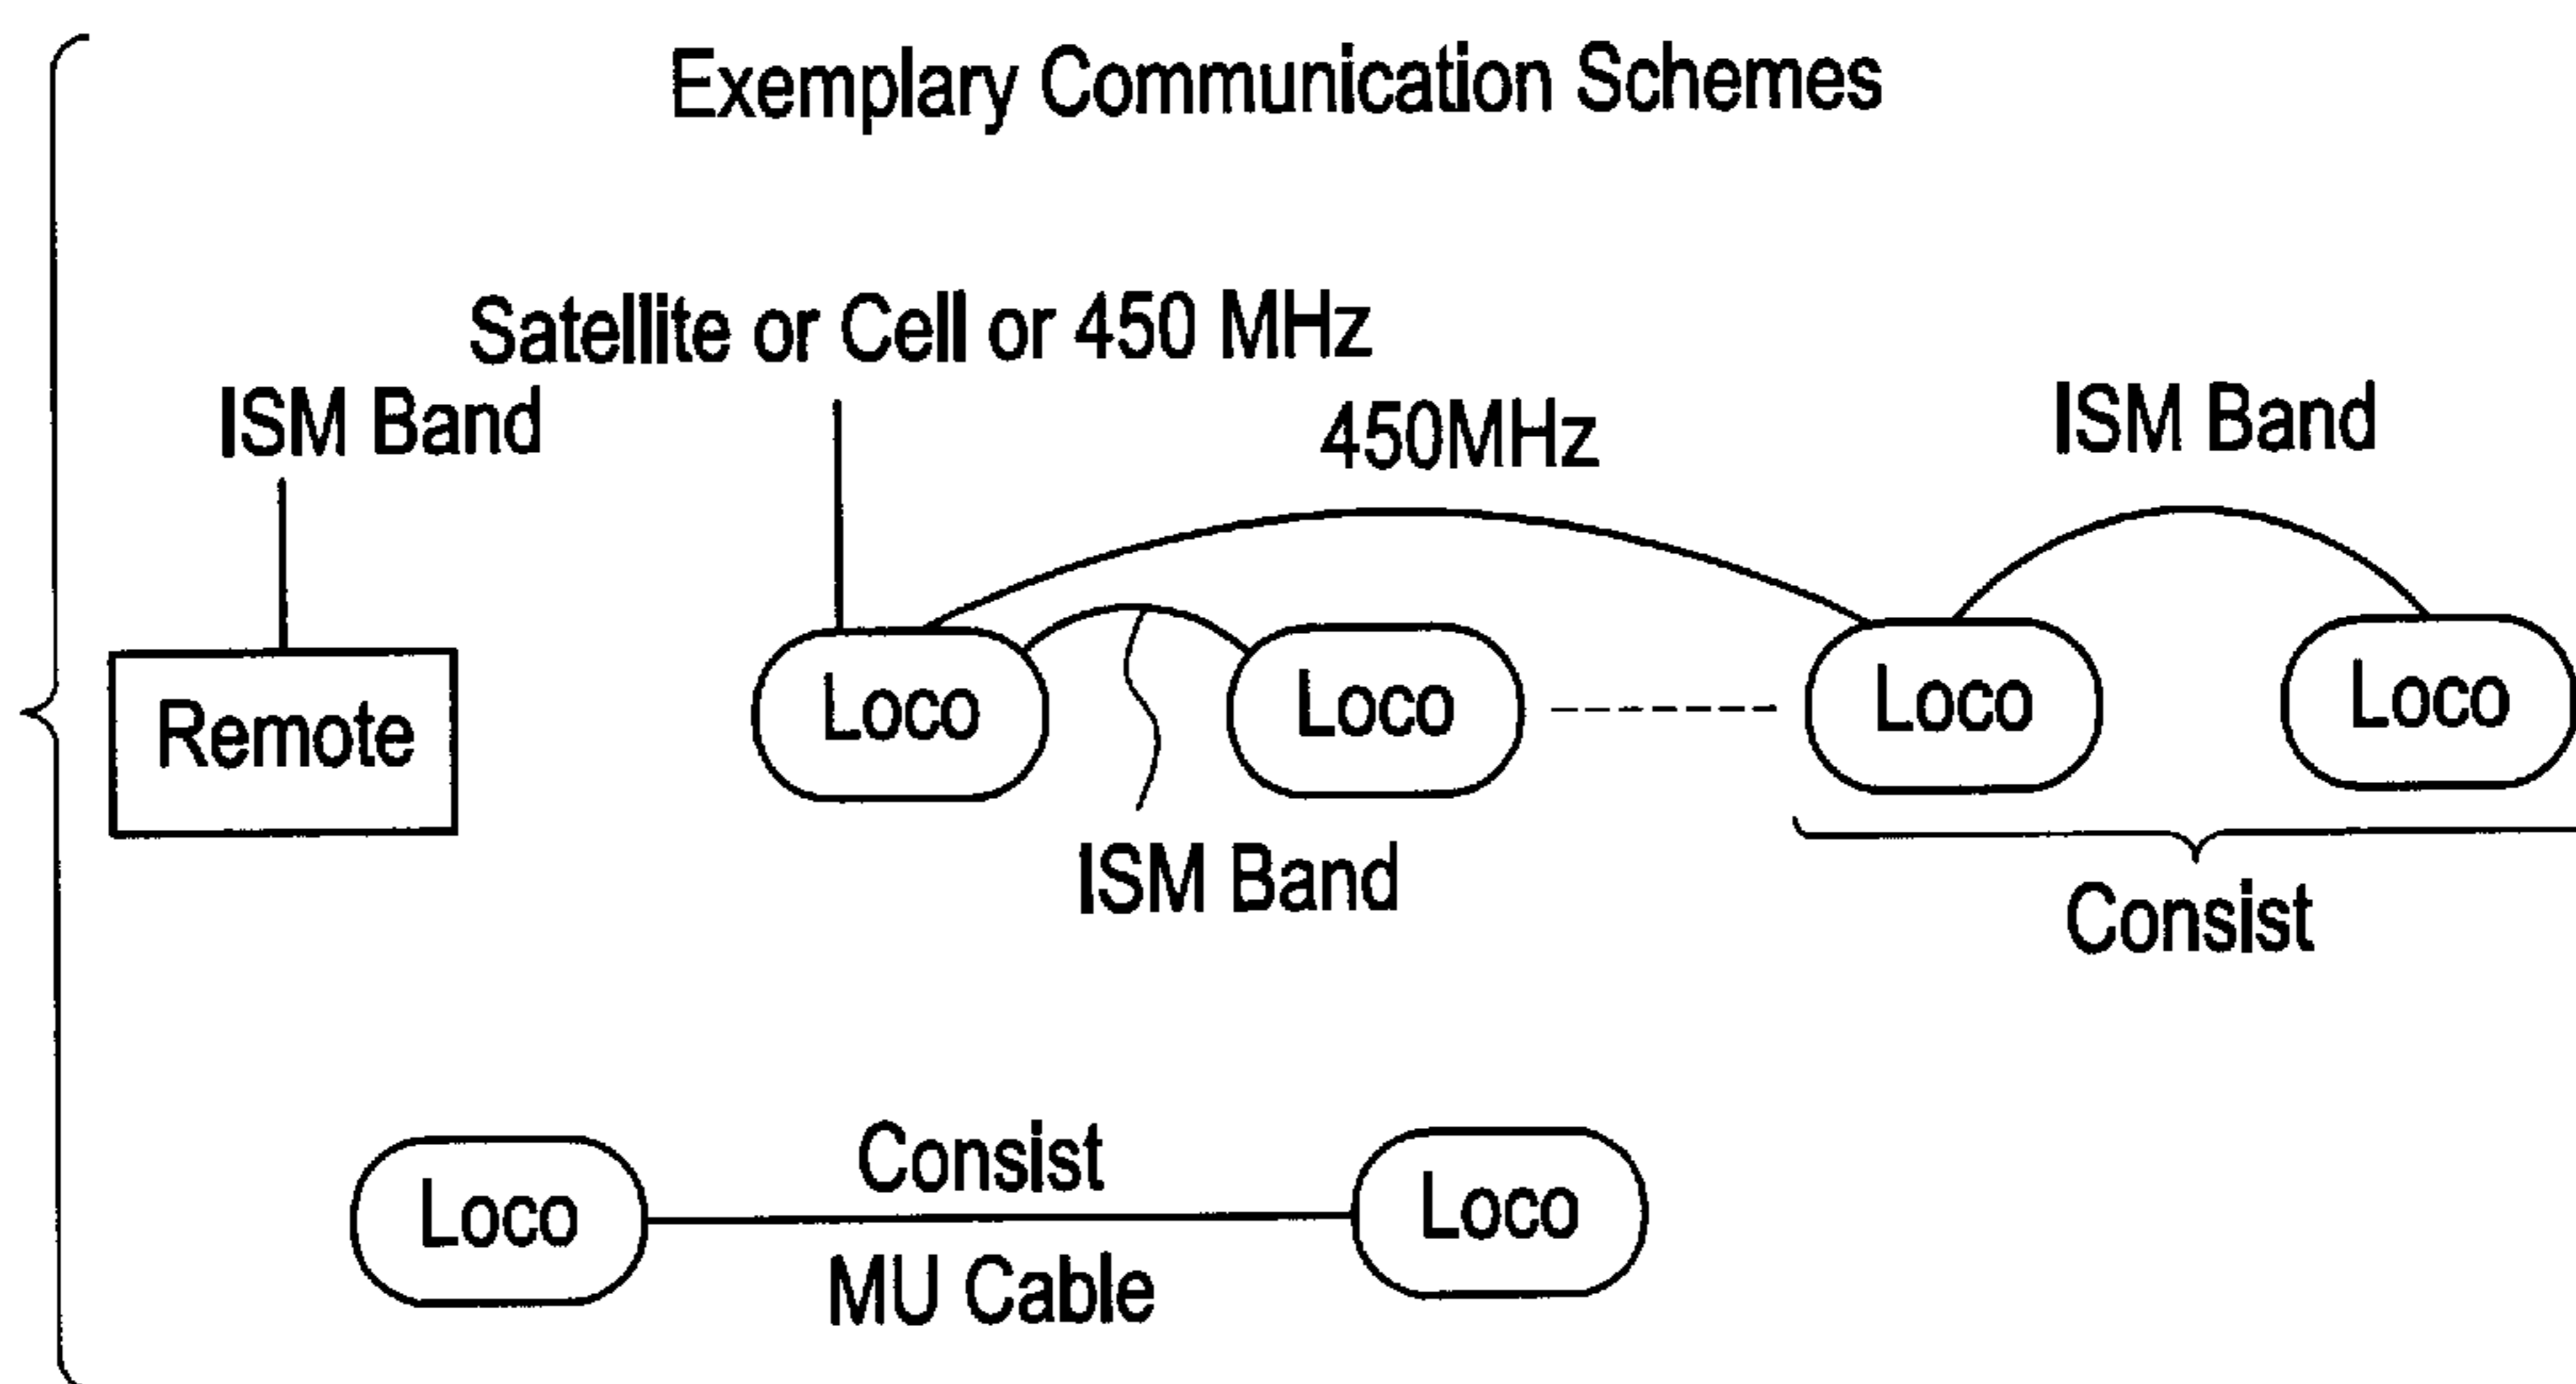 Exemplary Communication Schemes
Satellite or Cell or 450 MHz
ISM Band
450MHz
ISM Band
Remote
Loco
Loco
Loco
Loco
ISM Band
Consist
Loco
Consist
MU Cable
Loco